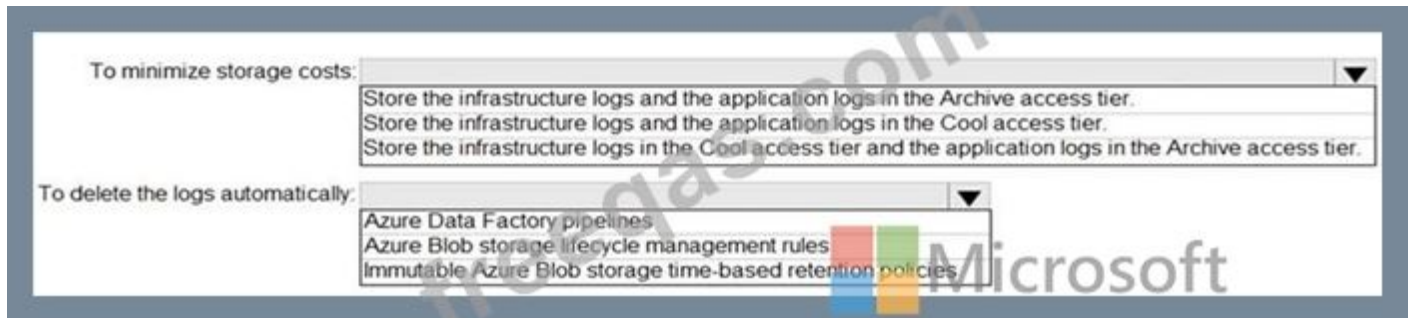 To minimize storage costs:
Store the infrastructure logs and the application logs in the Archive access tier.
Store the infrastructure logs and the application logs in the Cool access tier.
Store the infrastructure logs in the Cool access tier and the application logs in the Archive access tier.
To delete the logs automatically:
Azure Data Factory pipelines
Azure Blob storage lifecycle management rules
Immutable Azure Blob storage time-based retention policies
Microsoft
freeqas.com